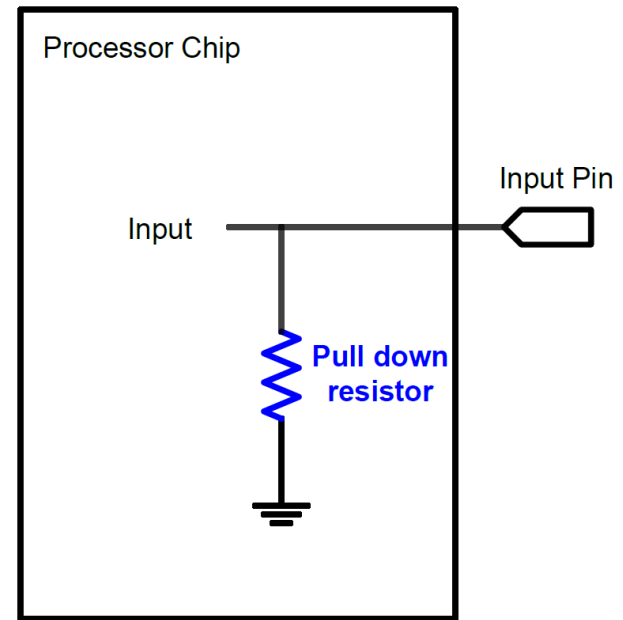 Processor Chip
Input Pin
Input
Pull down
resistor